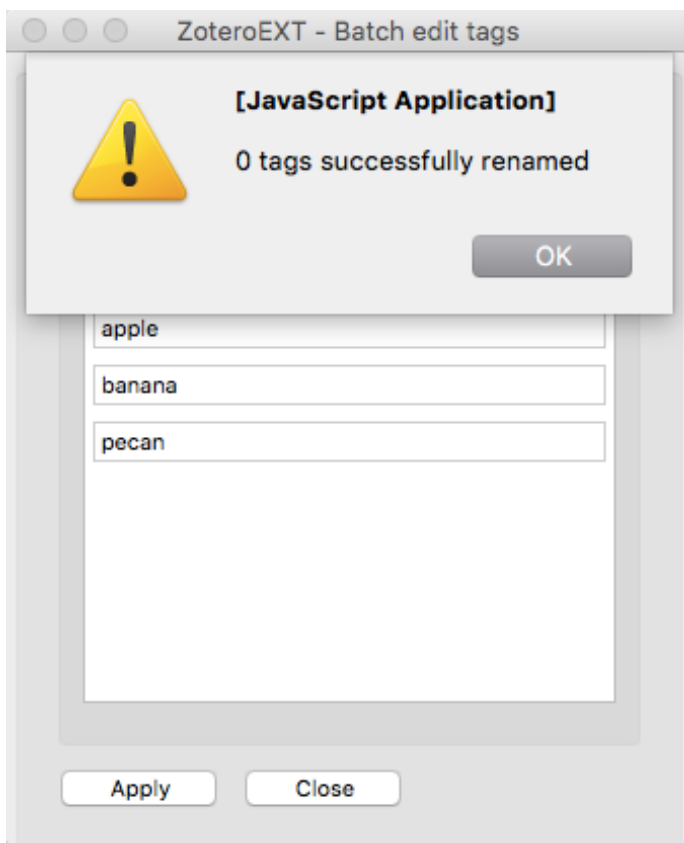 ZoteroEXT - Batch edit tags
[JavaScript Application]
0 tags successfully renamed
OK
apple
banana
pecan
Apply
Close